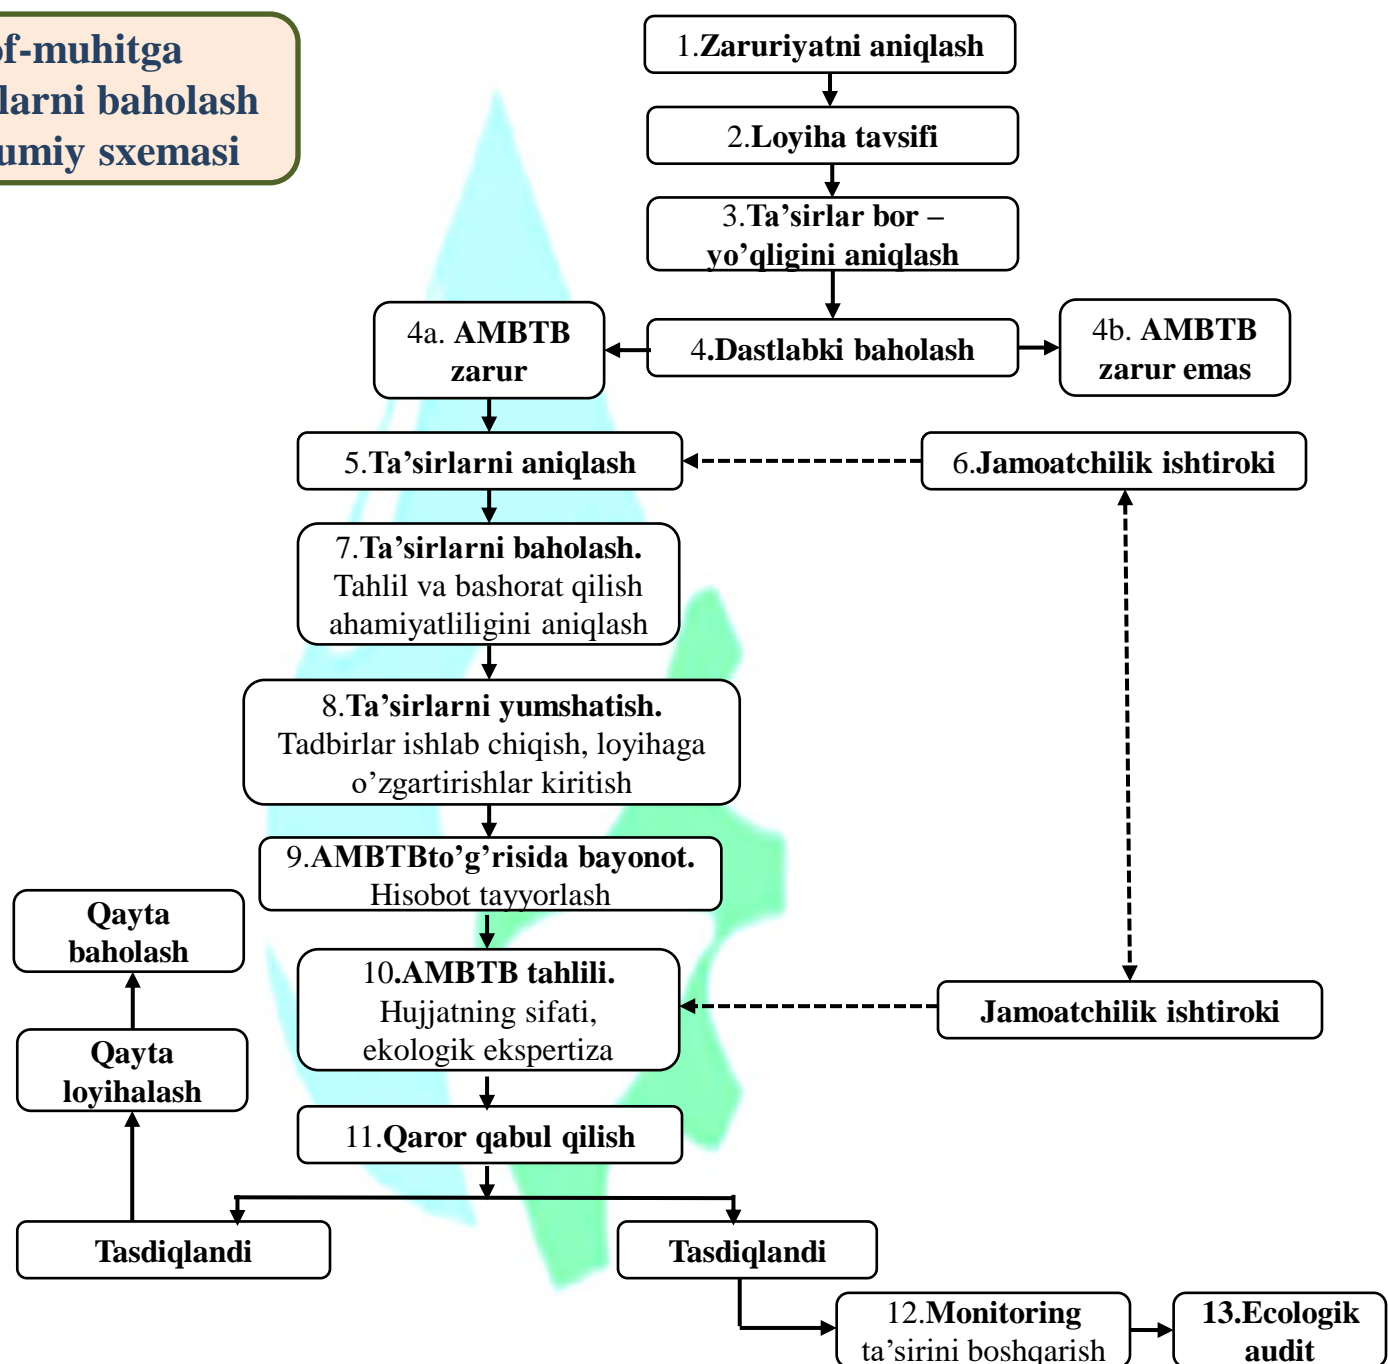 of-muhitga
larni baholash
umiy sxemasi
1.Zaruriyatni aniqlash
2.Loyiha tavsifi
3.Ta’sirlar bor –
yo’qligini aniqlash
4a. AMBTB
zarur
4.Dastlabki baholash
4b. AMBTB
zarur emas
5.Ta’sirlarni aniqlash
6.Jamoatchilik ishtiroki
7.Ta’sirlarni baholash.
Tahlil va bashorat qilish
ahamiyatliligini aniqlash
8.Ta’sirlarni yumshatish.
Tadbirlar ishlab chiqish, loyihaga
o’zgartirishlar kiritish
9.AMBTBto’g’risida bayonot.
Hisobot tayyorlash
Qayta
baholash
10.AMBTB tahlili.
Hujjatning sifati,
ekologik ekspertiza
Jamoatchilik ishtiroki
Qayta
loyihalash
11.Qaror qabul qilish
Tasdiqlandi
Tasdiqlandi
12.Monitoring
ta’sirini boshqarish
13.Ecologik
audit